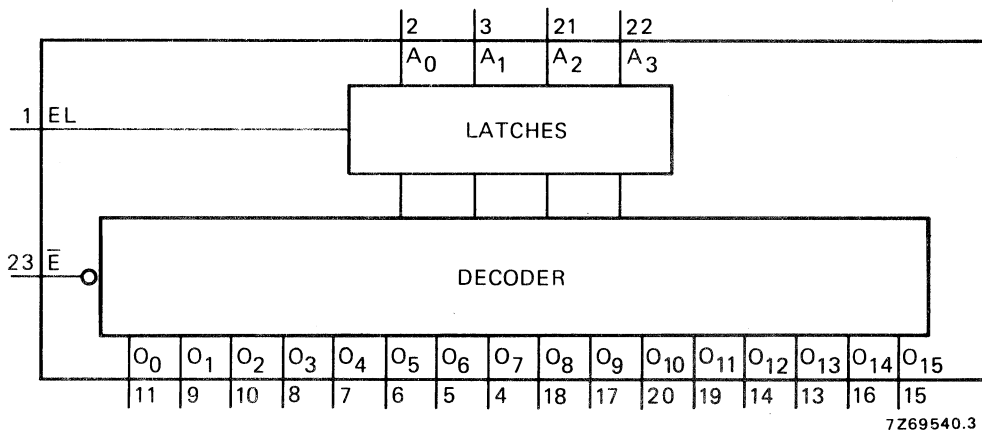 2 3 21 22
A0 A1 A2 A3
1 EL
LATCHES
23 E̅
DECODER
O0 O1 O2 O3 O4 O5 O6 O7 O8 O9 O10 O11 O12 O13 O14 O15
11 9 10 8 7 6 5 4 18 17 20 19 14 13 16 15
7Z69540.3